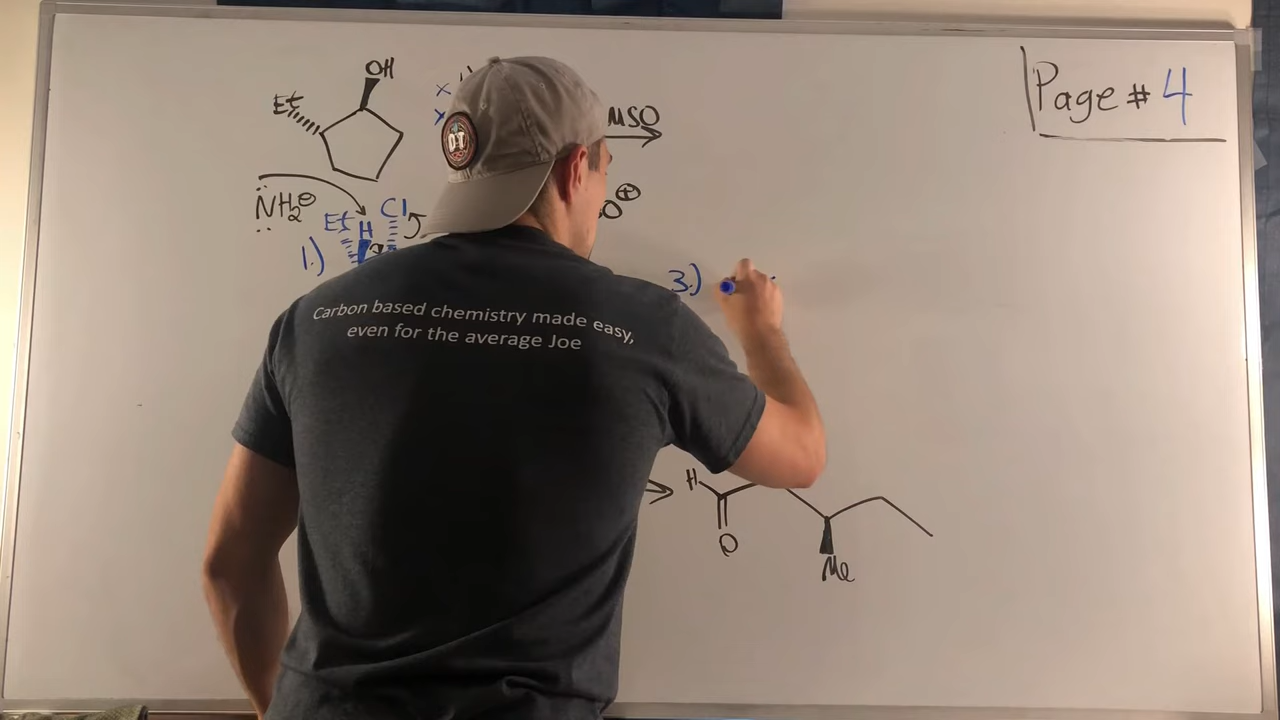 Page # 4
OH
Et
MSO
NH2⊖
Et H Cl
1.)
O⊕
3.)
Carbon based chemistry made easy,
even for the average Joe
H
O
Me